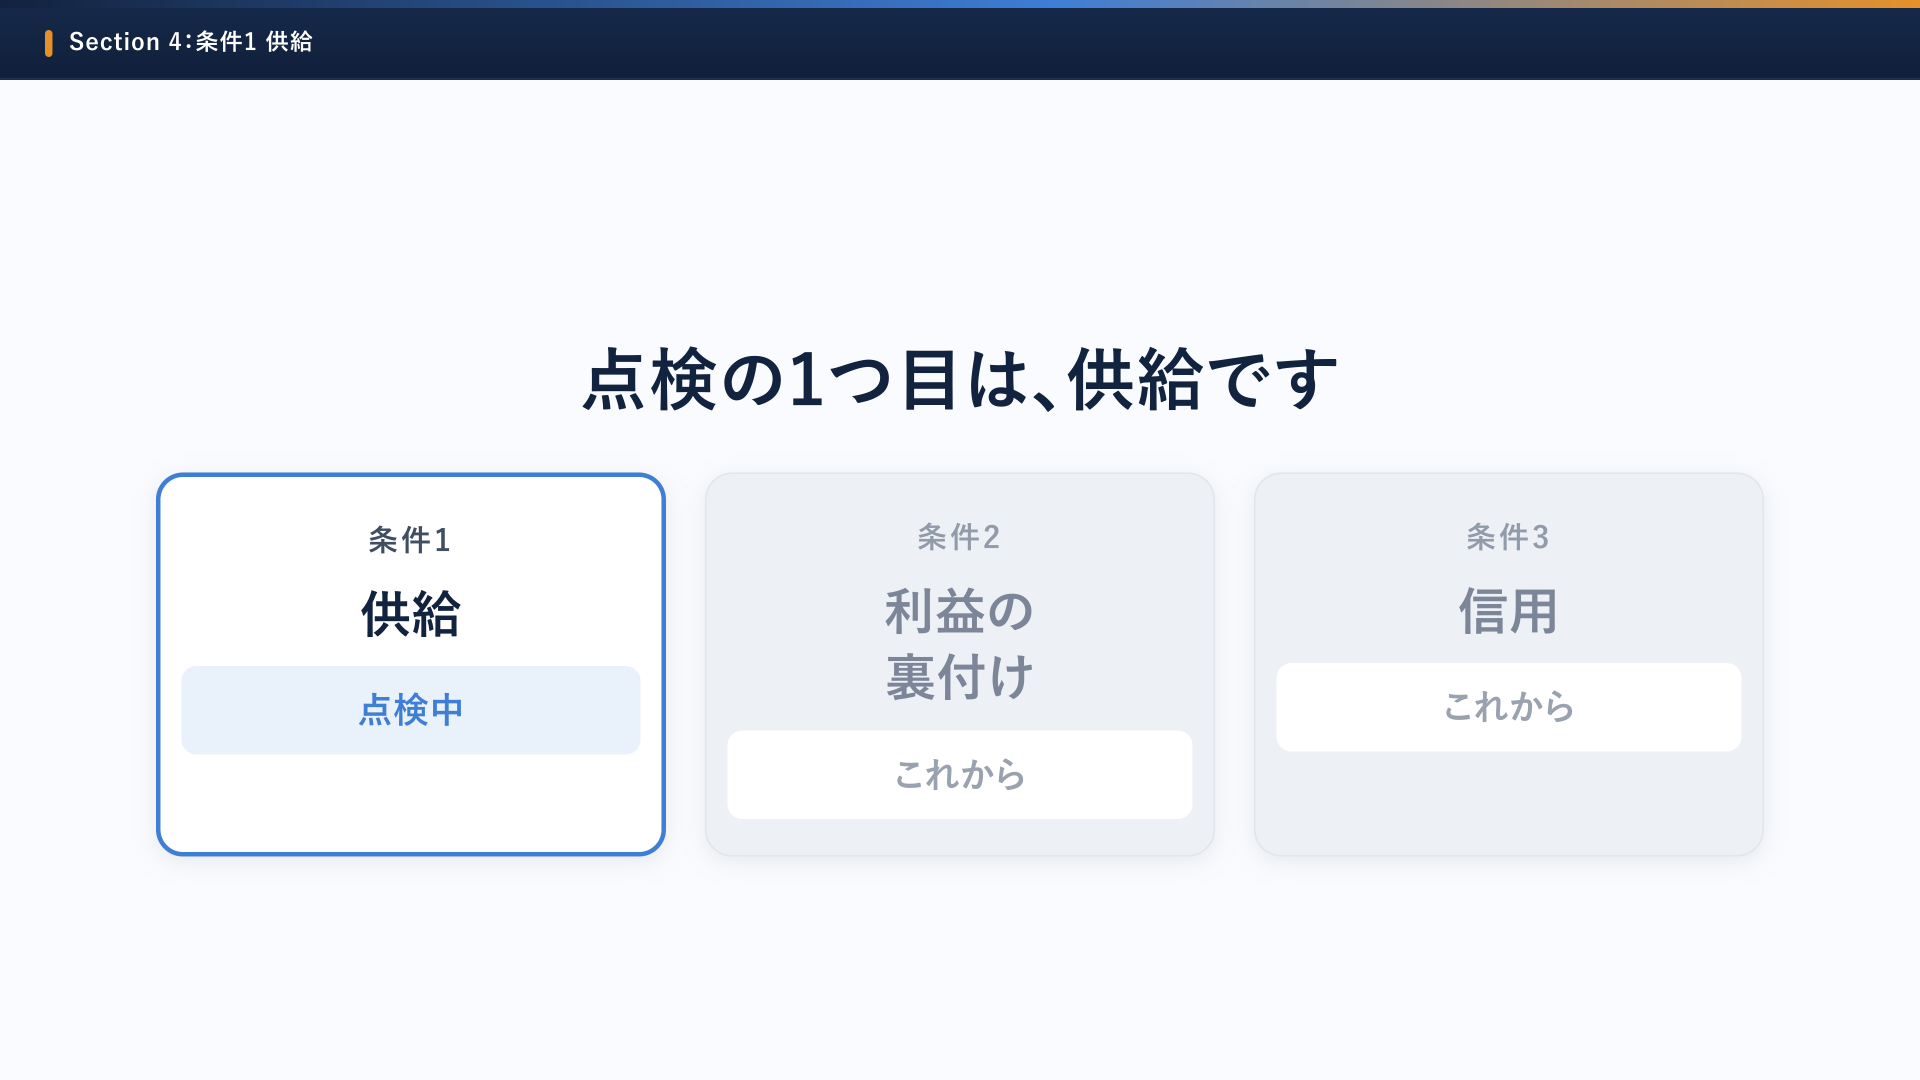 Section 4：条件1 供給
点検の1つ目は、供給です
条件1
供給
点検中
条件2
利益の
裏付け
これから
条件3
信用
これから